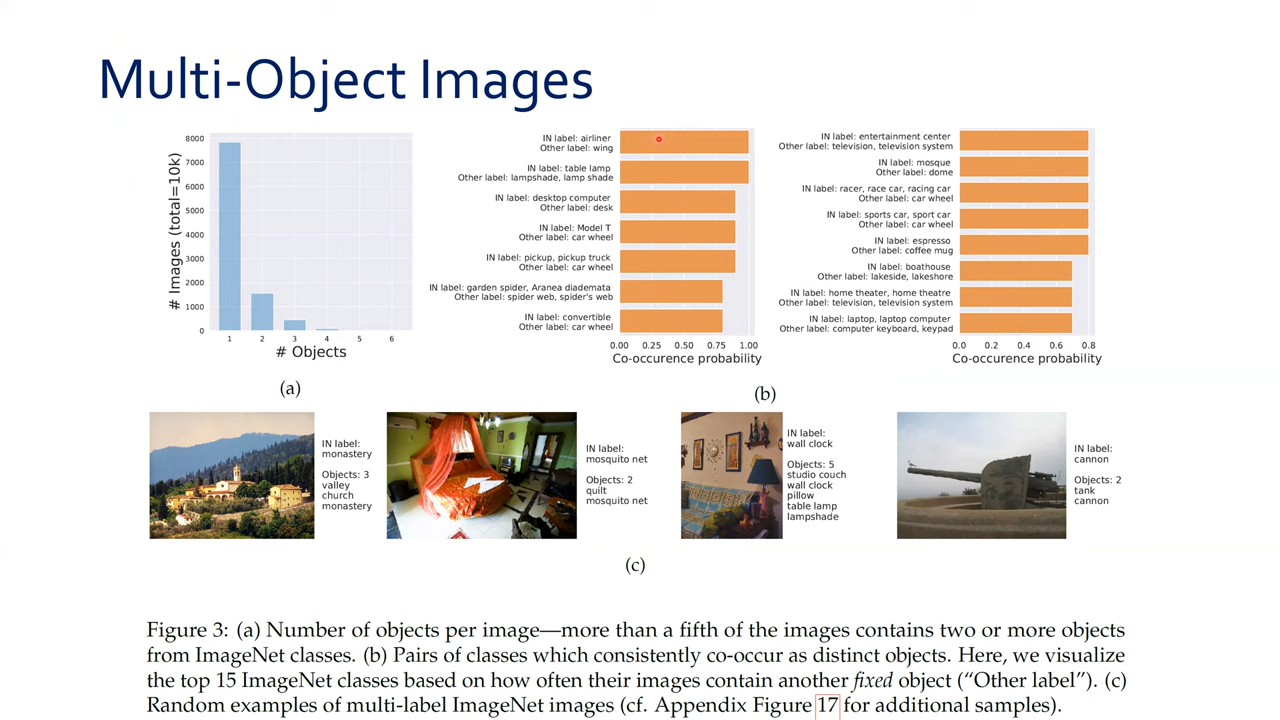 Multi-Object Images
8000
7000
6000
5000
4000
3000
2000
1000
0
# Images (total=10k)
1 2 3 4 5 6
# Objects
(a)
IN label: airliner
Other label: wing
IN label: table lamp
Other label: lampshade, lamp shade
IN label: desktop computer
Other label: desk
IN label: Model T
Other label: car wheel
IN label: pickup, pickup truck
Other label: car wheel
IN label: garden spider, Aranea diademata
Other label: spider web, spider's web
IN label: convertible
Other label: car wheel
0.00 0.25 0.50 0.75 1.00
Co-occurence probability
IN label: entertainment center
Other label: television, television system
IN label: mosque
Other label: dome
IN label: racer, race car, racing car
Other label: car wheel
IN label: sports car, sport car
Other label: car wheel
IN label: espresso
Other label: coffee mug
IN label: boathouse
Other label: lakeside, lakeshore
IN label: home theater, home theatre
Other label: television, television system
IN label: laptop, laptop computer
Other label: computer keyboard, keypad
0.0 0.2 0.4 0.6 0.8
Co-occurence probability
(b)
IN label:
monastery
Objects: 3
valley
church
monastery
IN label:
mosquito net
Objects: 2
quilt
mosquito net
IN label:
wall clock
Objects: 5
studio couch
wall clock
pillow
table lamp
lampshade
IN label:
cannon
Objects: 2
tank
cannon
(c)
Figure 3: (a) Number of objects per image—more than a fifth of the images contains two or more objects
from ImageNet classes. (b) Pairs of classes which consistently co-occur as distinct objects. Here, we visualize
the top 15 ImageNet classes based on how often their images contain another fixed object (“Other label”). (c)
Random examples of multi-label ImageNet images (cf. Appendix Figure 17 for additional samples).